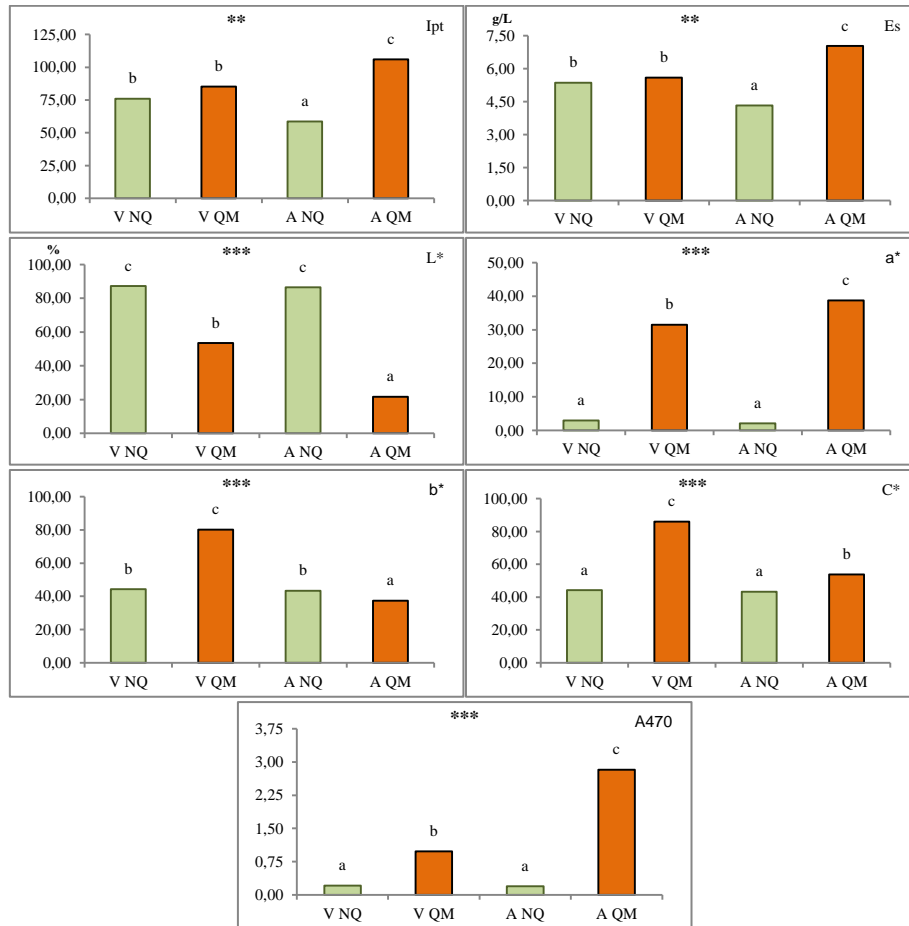 ** Ipt
125,00
100,00
75,00
50,00
25,00
0,00
b b a c
V NQ V QM A NQ A QM
g/L ** Es
7,50
6,00
4,50
3,00
1,50
0,00
b b a c
V NQ V QM A NQ A QM
% *** L*
100,00
80,00
60,00
40,00
20,00
0,00
c b c a
V NQ V QM A NQ A QM
*** a*
50,00
40,00
30,00
20,00
10,00
0,00
a b a c
V NQ V QM A NQ A QM
*** b*
100,00
80,00
60,00
40,00
20,00
0,00
b c b a
V NQ V QM A NQ A QM
*** C*
100,00
80,00
60,00
40,00
20,00
0,00
a c a b
V NQ V QM A NQ A QM
*** A470
3,75
3,00
2,25
1,50
0,75
0,00
a b a c
V NQ V QM A NQ A QM